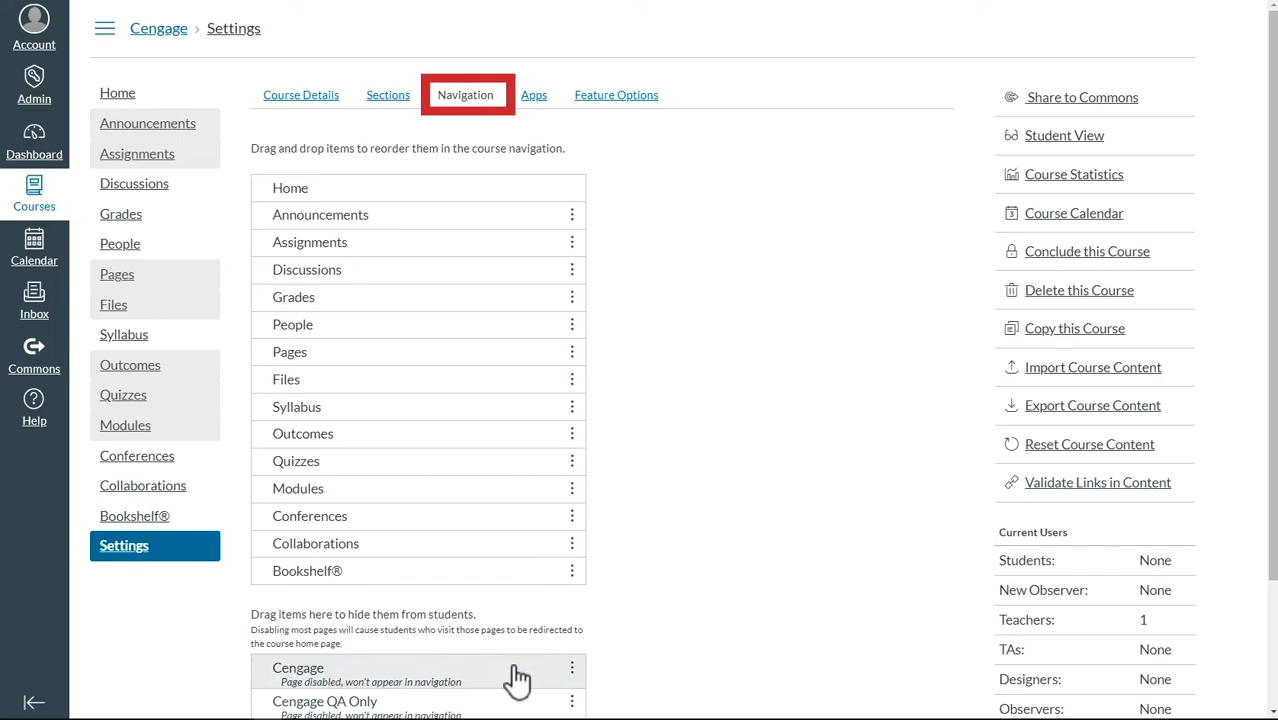 Account
Admin
Dashboard
Courses
Calendar
Inbox
Commons
Help
Cengage › Settings
Home
Announcements
Assignments
Discussions
Grades
People
Pages
Files
Syllabus
Outcomes
Quizzes
Modules
Conferences
Collaborations
Bookshelf®
Settings
Course Details Sections Navigation Apps Feature Options
Drag and drop items to reorder them in the course navigation.
Home
Announcements
Assignments
Discussions
Grades
People
Pages
Files
Syllabus
Outcomes
Quizzes
Modules
Conferences
Collaborations
Bookshelf®
Drag items here to hide them from students.
Disabling most pages will cause students who visit those pages to be redirected to
the course home page.
Cengage
Page disabled, won't appear in navigation
Cengage QA Only
Page disabled, won't appear in navigation
Share to Commons
Student View
Course Statistics
3 Course Calendar
Conclude this Course
Delete this Course
Copy this Course
Import Course Content
Export Course Content
Reset Course Content
Validate Links in Content
Current Users
Students: None
New Observer: None
Teachers: 1
TAs: None
Designers: None
Observers: None